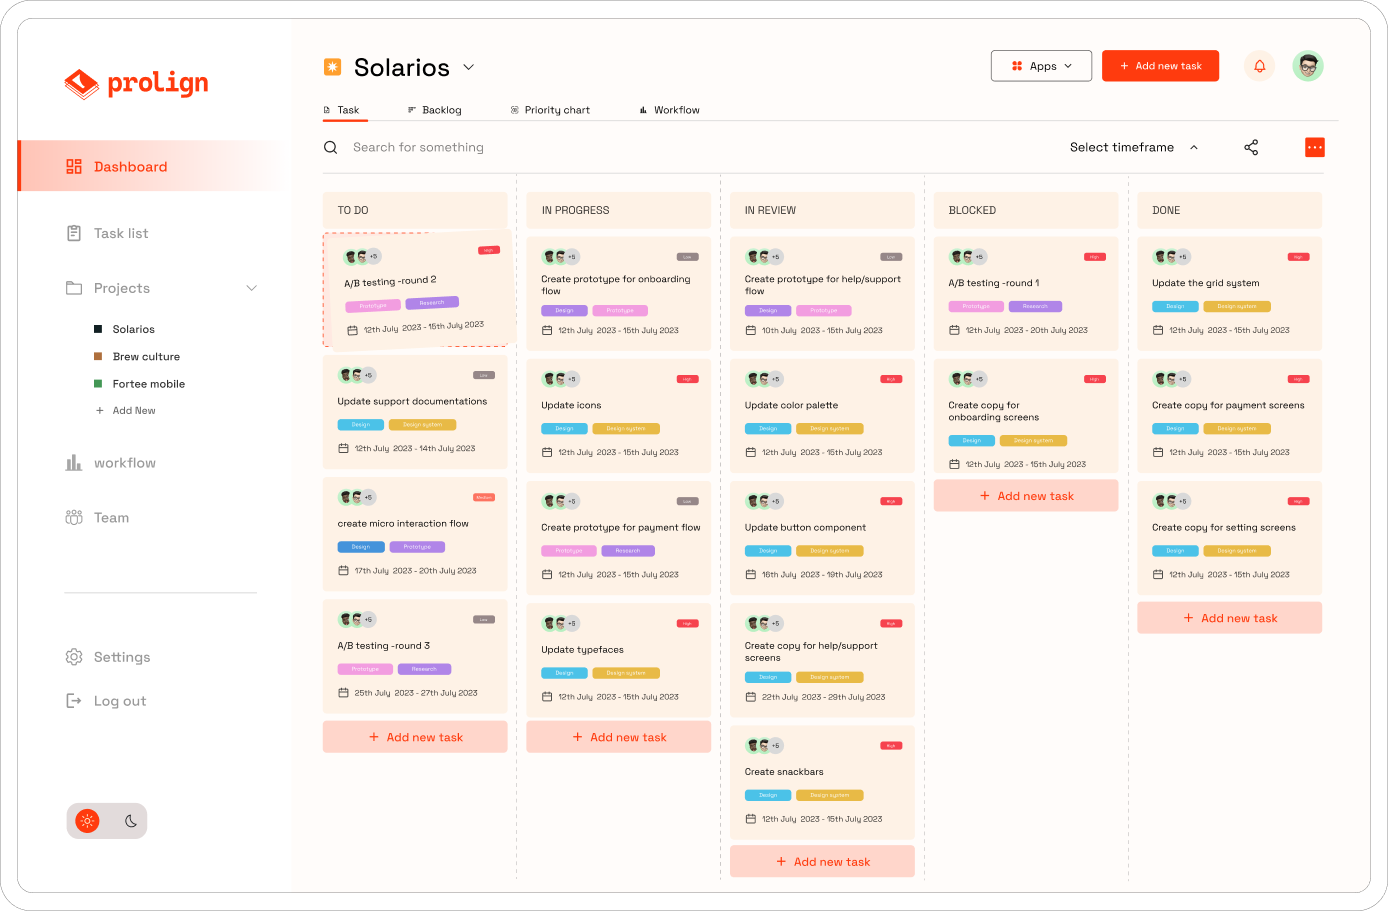 prolign
Dashboard
Task list
Projects
Solarios
Brew culture
Fortee mobile
+ Add New
workflow
Team
Settings
Log out
Solarios
Apps
+ Add new task
Task
Backlog
Priority chart
Workflow
Search for something
Select timeframe
TO DO
+5
High
A/B testing -round 2
Prototype
Research
12th July 2023 - 15th July 2023
+5
Low
Update support documentations
Design
Design system
12th July 2023 - 14th July 2023
+5
Medium
create micro interaction flow
Design
Prototype
17th July 2023 - 20th July 2023
+5
Low
A/B testing -round 3
Prototype
Research
25th July 2023 - 27th July 2023
+ Add new task
IN PROGRESS
+5
Low
Create prototype for onboarding
flow
Design
Prototype
12th July 2023 - 15th July 2023
+5
High
Update icons
Design
Design system
12th July 2023 - 15th July 2023
+5
Low
Create prototype for payment flow
Prototype
Research
12th July 2023 - 15th July 2023
+5
High
Update typefaces
Design
Design system
12th July 2023 - 15th July 2023
+ Add new task
IN REVIEW
+5
Low
Create prototype for help/support
flow
Design
Prototype
10th July 2023 - 15th July 2023
+5
High
Update color palette
Design
Design system
12th July 2023 - 15th July 2023
+5
High
Update button component
Design
Design system
16th July 2023 - 19th July 2023
+5
High
Create copy for help/support
screens
Design
Design system
22th July 2023 - 29th July 2023
+5
High
Create snackbars
Design
Design system
12th July 2023 - 15th July 2023
+ Add new task
BLOCKED
+5
High
A/B testing -round 1
Prototype
Research
12th July 2023 - 20th July 2023
+5
High
Create copy for
onboarding screens
Design
Design system
12th July 2023 - 15th July 2023
+ Add new task
DONE
+5
High
Update the grid system
Design
Design system
12th July 2023 - 15th July 2023
+5
High
Create copy for payment screens
Design
Design system
12th July 2023 - 15th July 2023
+5
High
Create copy for setting screens
Design
Design system
12th July 2023 - 15th July 2023
+ Add new task